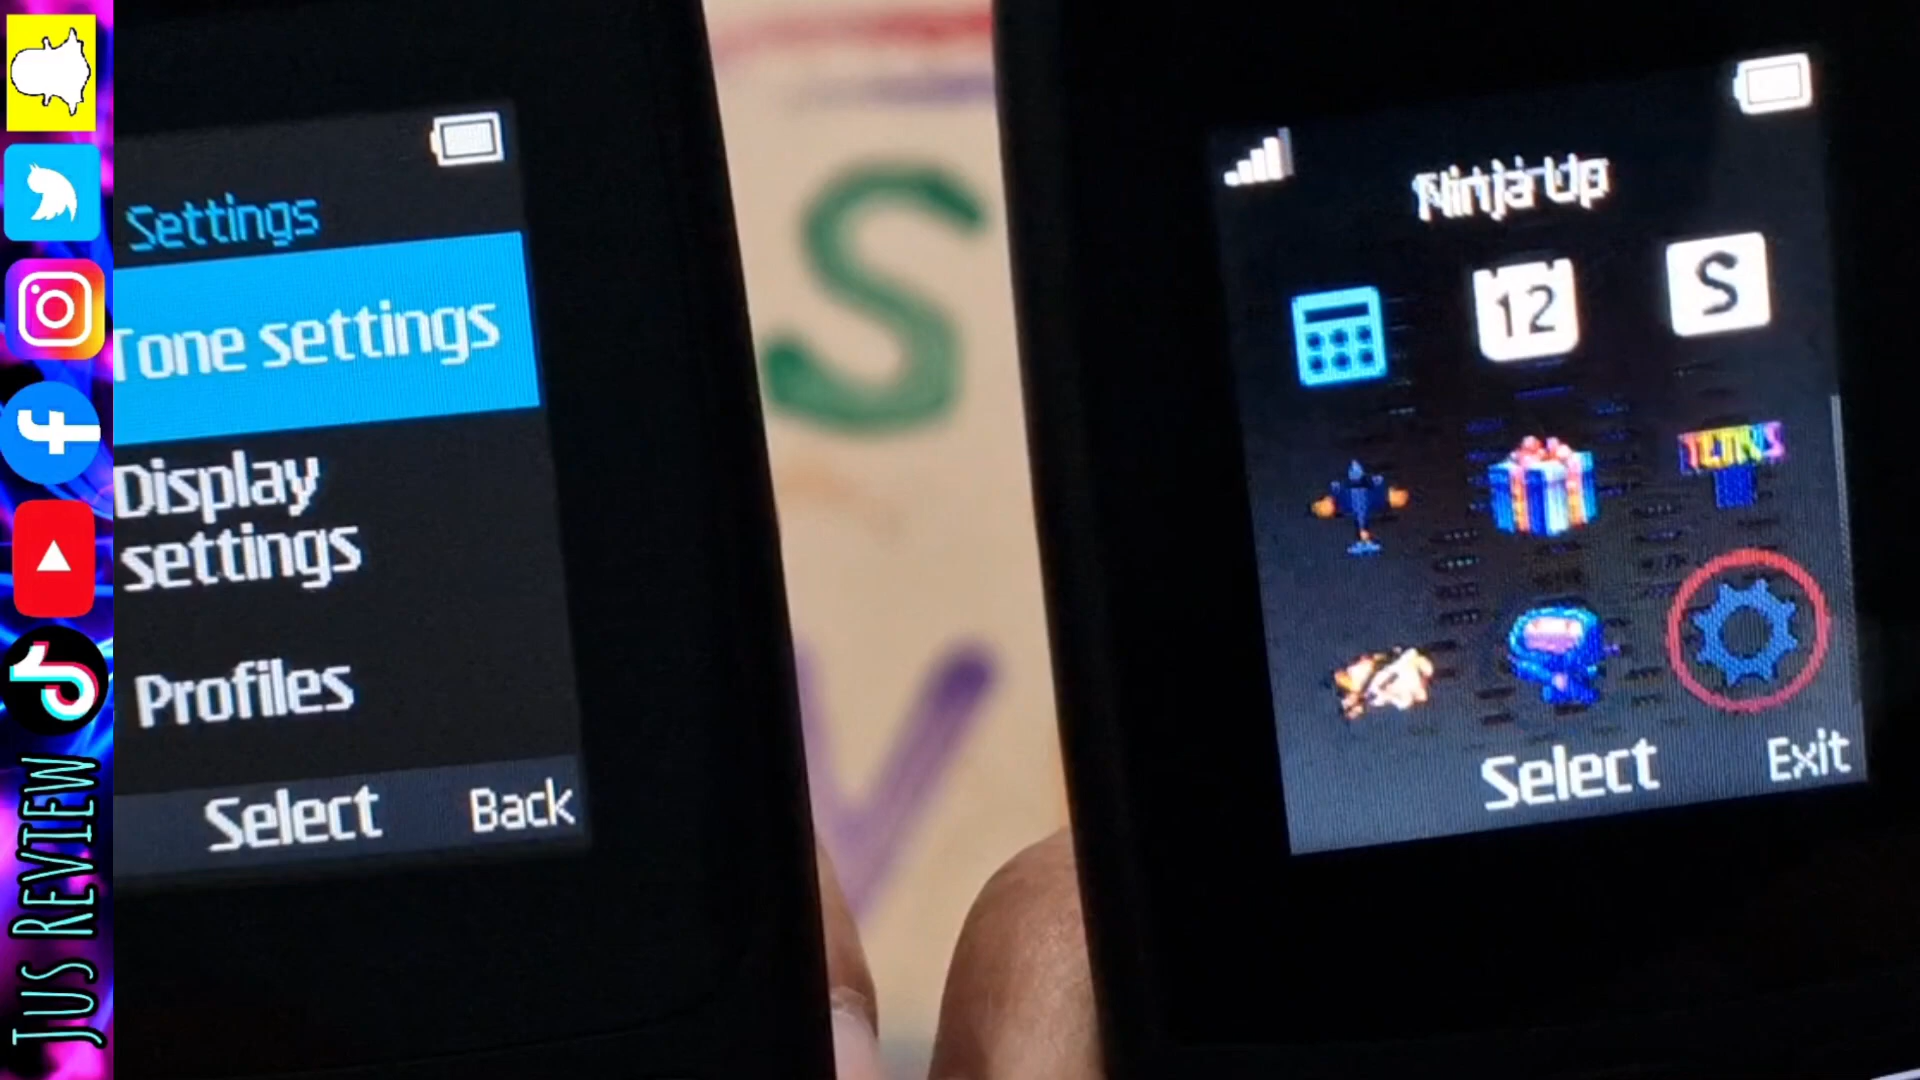 Settings
Tone settings
Display
settings
Profiles
Select
Back
S
V
Ninja Up
12
S
TETRIS
Select
Exit
JUS REVIEW